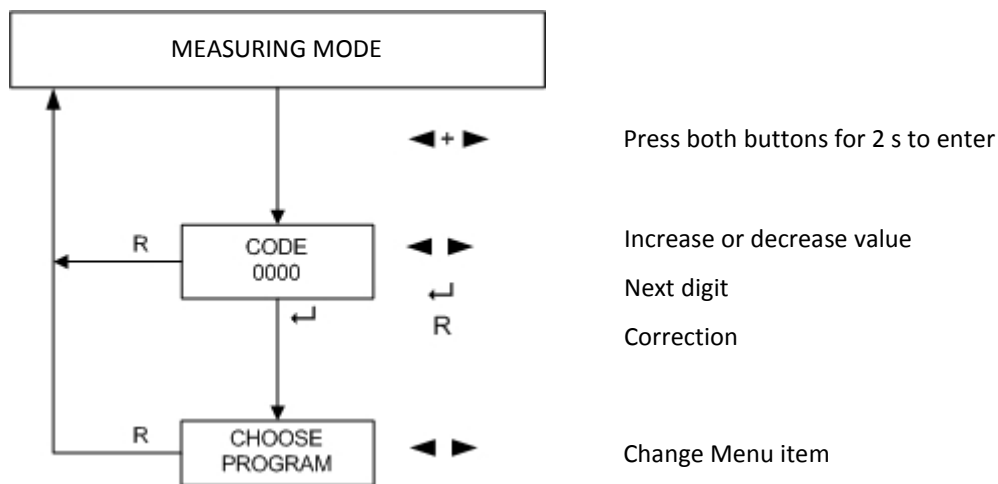 MEASURING MODE
◄ + ► Press both buttons for 2 s to enter
R CODE ◄ ► Increase or decrease value
0000
↵ Next digit
↵
R Correction
R CHOOSE
PROGRAM ◄ ► Change Menu item